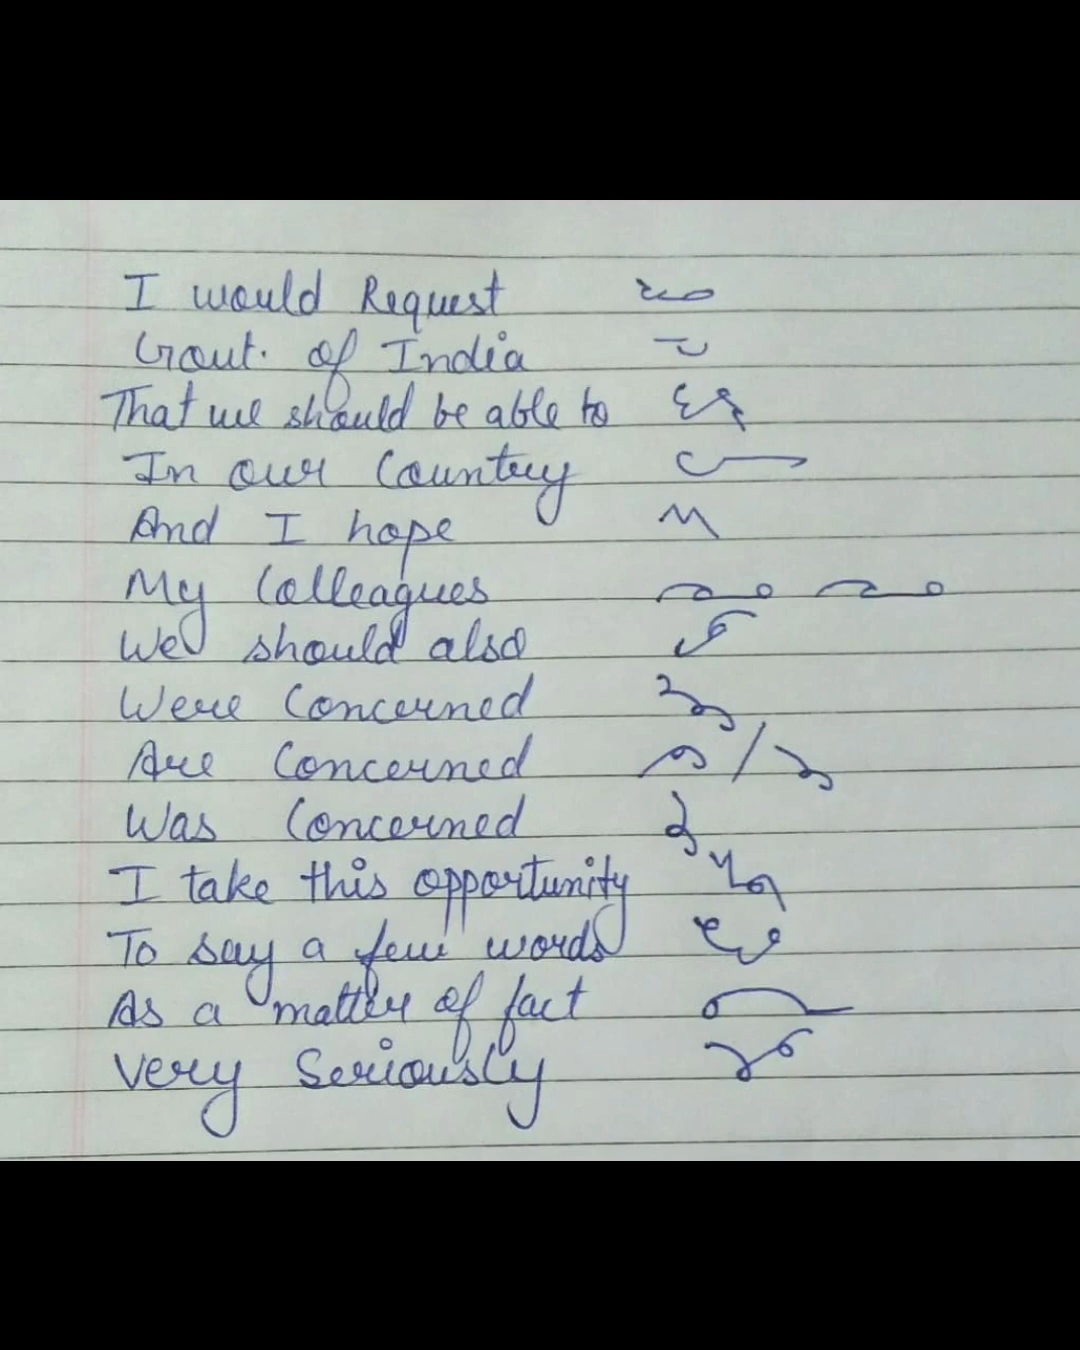 I would Request
Govt. of India
That we should be able to
In our Country
And I hope
My Colleagues
We should also
Were Concerned
Are Concerned /
Was Concerned
I take this opportunity
To say a few words
As a matter of fact
Very Seriously